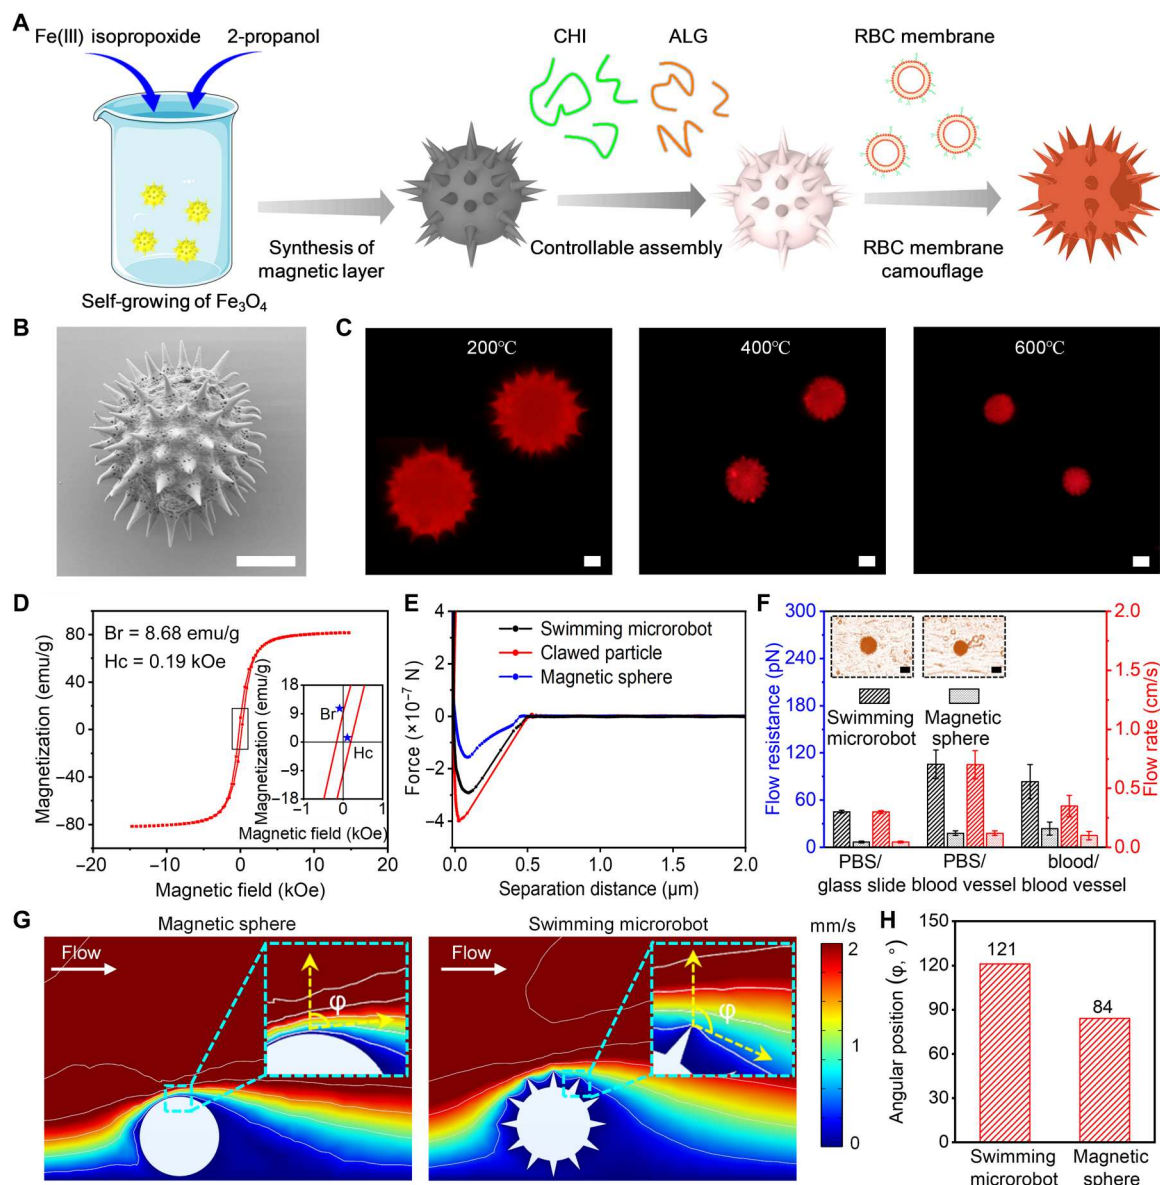 A
Fe(III) isopropoxide
2-propanol
CHI
ALG
RBC membrane
Synthesis of
magnetic layer
Controllable assembly
RBC membrane
camouflage
Self-growing of Fe₃O₄
B
C
200℃
400℃
600℃
D
Br = 8.68 emu/g
Hc = 0.19 kOe
Magnetization (emu/g)
80
40
0
−40
−80
−20
−10
0
10
20
Magnetic field (kOe)
Magnetization (emu/g)
18
9
0
−9
−18
−1
0
1
Magnetic field (kOe)
Br
Hc
E
Force (×10⁻⁷ N)
4
2
0
−2
−4
0.0
0.5
1.0
1.5
2.0
Separation distance (μm)
Swimming microrobot
Clawed particle
Magnetic sphere
F
Flow resistance (pN)
300
240
180
120
60
0
Flow rate (cm/s)
2.0
1.5
1.0
0.5
0.0
Swimming
microrobot
Magnetic
sphere
PBS/
glass slide
PBS/
blood vessel
blood/
blood vessel
G
Magnetic sphere
Flow
φ
Swimming microrobot
Flow
φ
mm/s
2
1
0
H
Angular position (φ, °)
150
120
90
60
30
0
121
84
Swimming
microrobot
Magnetic
sphere